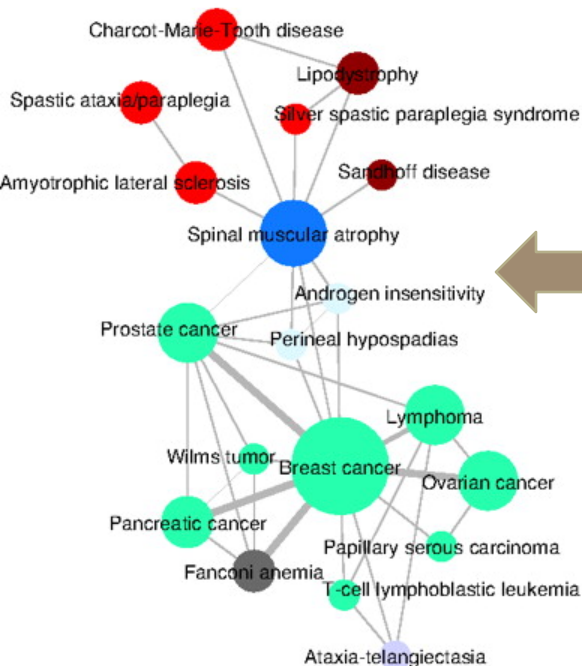 Charcot-Marie-Tooth disease
Lipodystrophy
Spastic ataxia/paraplegia
Silver spastic paraplegia syndrome
Sandhoff disease
Amyotrophic lateral sclerosis
Spinal muscular atrophy
Androgen insensitivity
Prostate cancer
Perineal hypospadias
Lymphoma
Wilms tumor
Breast cancer
Ovarian cancer
Pancreatic cancer
Papillary serous carcinoma
Fanconi anemia
T-cell lymphoblastic leukemia
Ataxia-telangiectasia